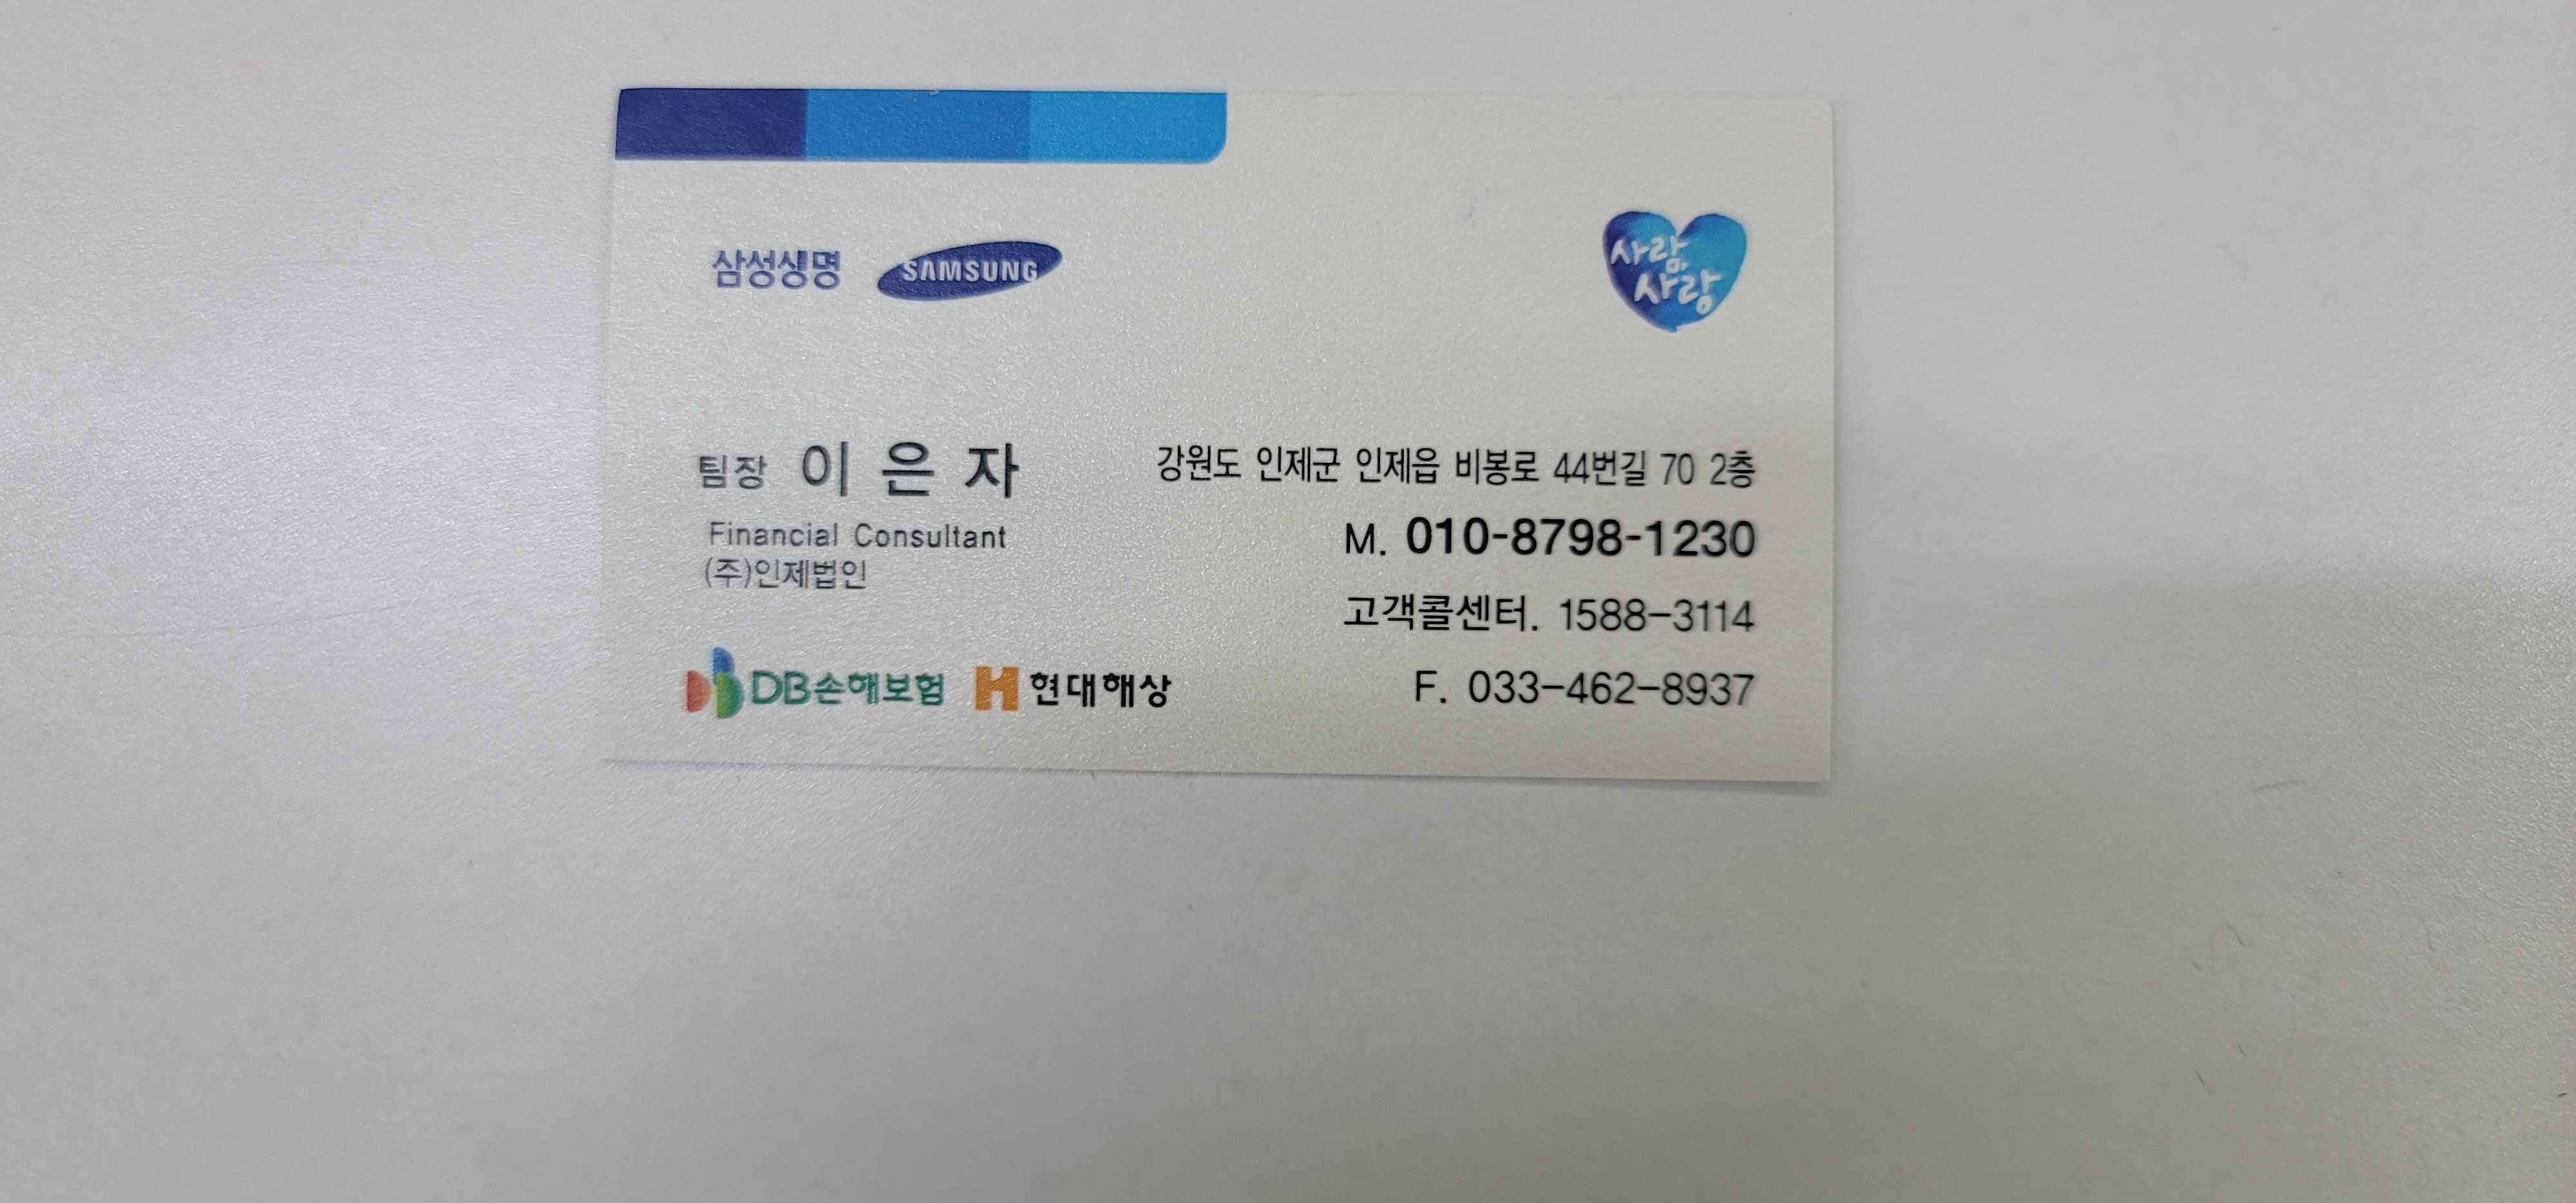 삼성생명 SAMSUNG
사람,
사랑
팀장 이은자
Financial Consultant
(주)인제법인
강원도 인제군 인제읍 비봉로 44번길 70 2층
M. 010-8798-1230
고객콜센터. 1588-3114
F. 033-462-8937
DB손해보험 현대해상